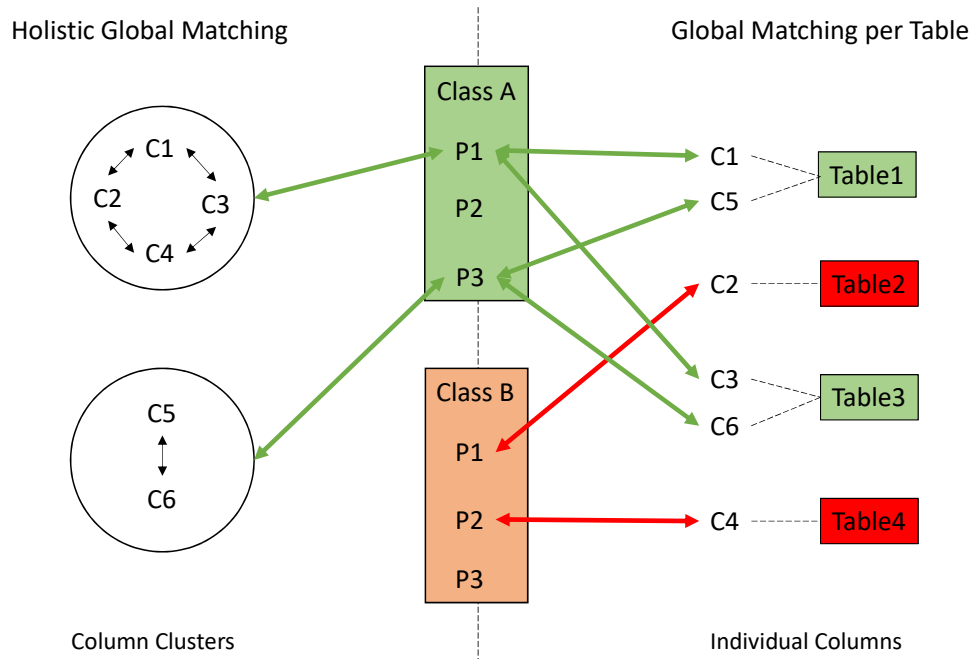 Holistic Global Matching
C1
C2
C3
C4
C5
C6
Column Clusters
Class A
P1
P2
P3
Class B
P1
P2
P3
Global Matching per Table
C1
C5
Table1
C2
Table2
C3
C6
Table3
C4
Table4
Individual Columns